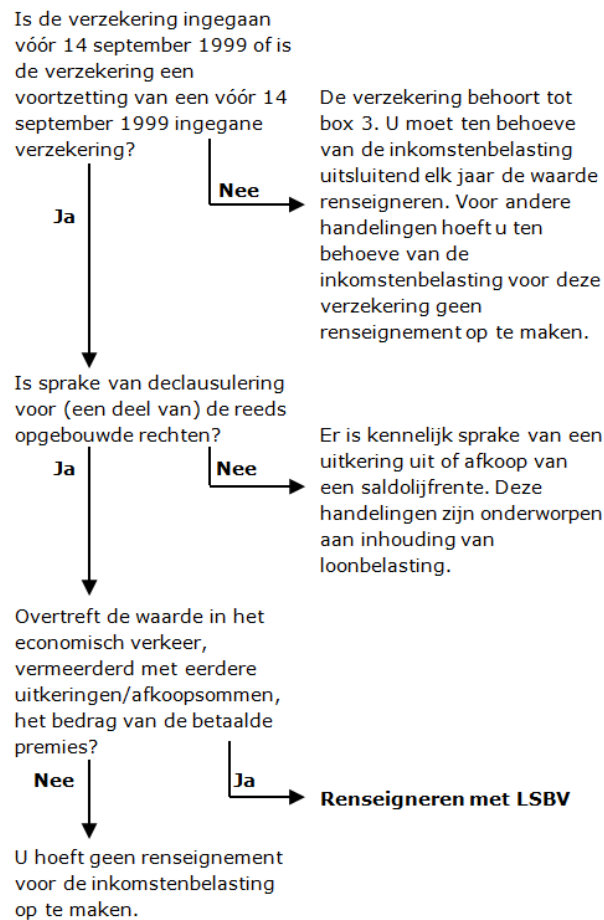 Is de verzekering ingegaan
vóór 14 september 1999 of is
de verzekering een
voortzetting van een vóór 14
september 1999 ingegane
verzekering?
De verzekering behoort tot
box 3. U moet ten behoeve
van de inkomstenbelasting
uitsluitend elk jaar de waarde
renseigneren. Voor andere
handelingen hoeft u ten
behoeve van de
inkomstenbelasting voor deze
verzekering geen
renseignement op te maken.
Nee
Ja
Is sprake van declausulering
voor (een deel van) de reeds
opgebouwde rechten?
Er is kennelijk sprake van een
uitkering uit of afkoop van
een saldolijfrente. Deze
handelingen zijn onderworpen
aan inhouding van
loonbelasting.
Ja
Nee
Overtreft de waarde in het
economisch verkeer,
vermeerderd met eerdere
uitkeringen/afkoopsommen,
het bedrag van de betaalde
premies?
Nee
Ja
Renseigneren met LSBV
U hoeft geen renseignement
voor de inkomstenbelasting
op te maken.